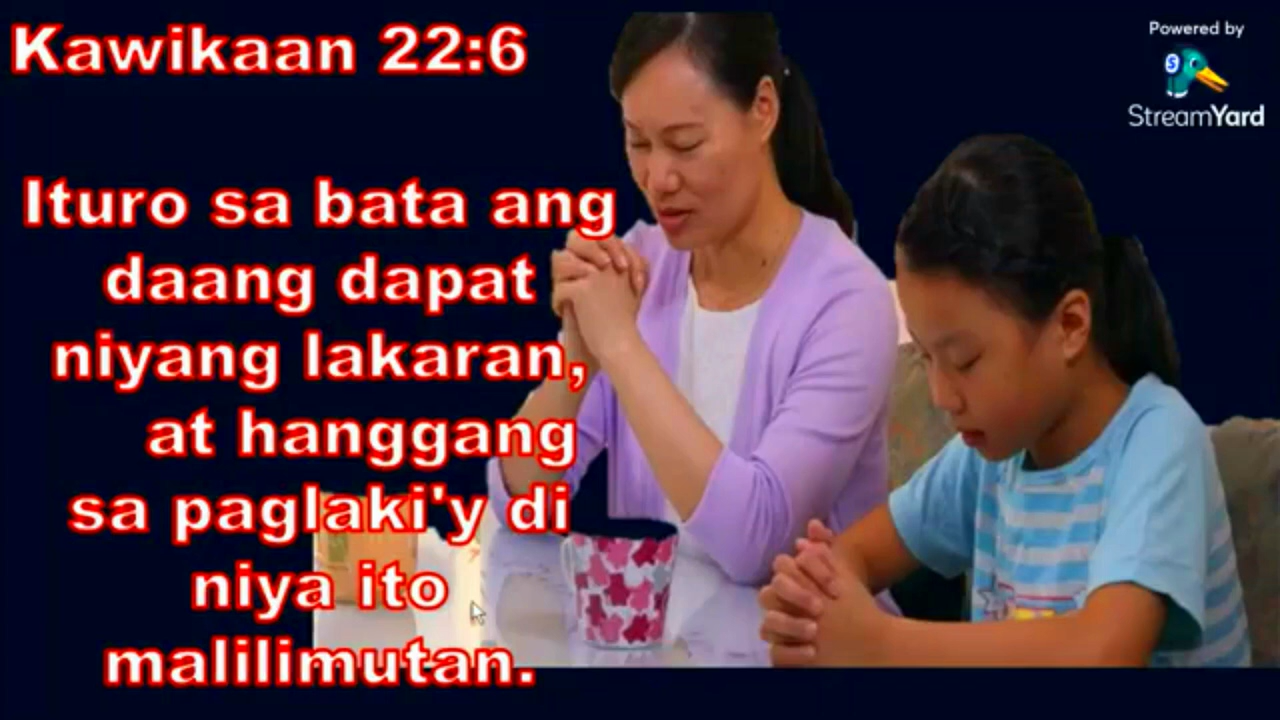 Kawikaan 22:6
Ituro sa bata ang
daang dapat
niyang lakaran,
at hanggang
sa paglaki'y di
niya ito
malilimutan.
Powered by
StreamYard